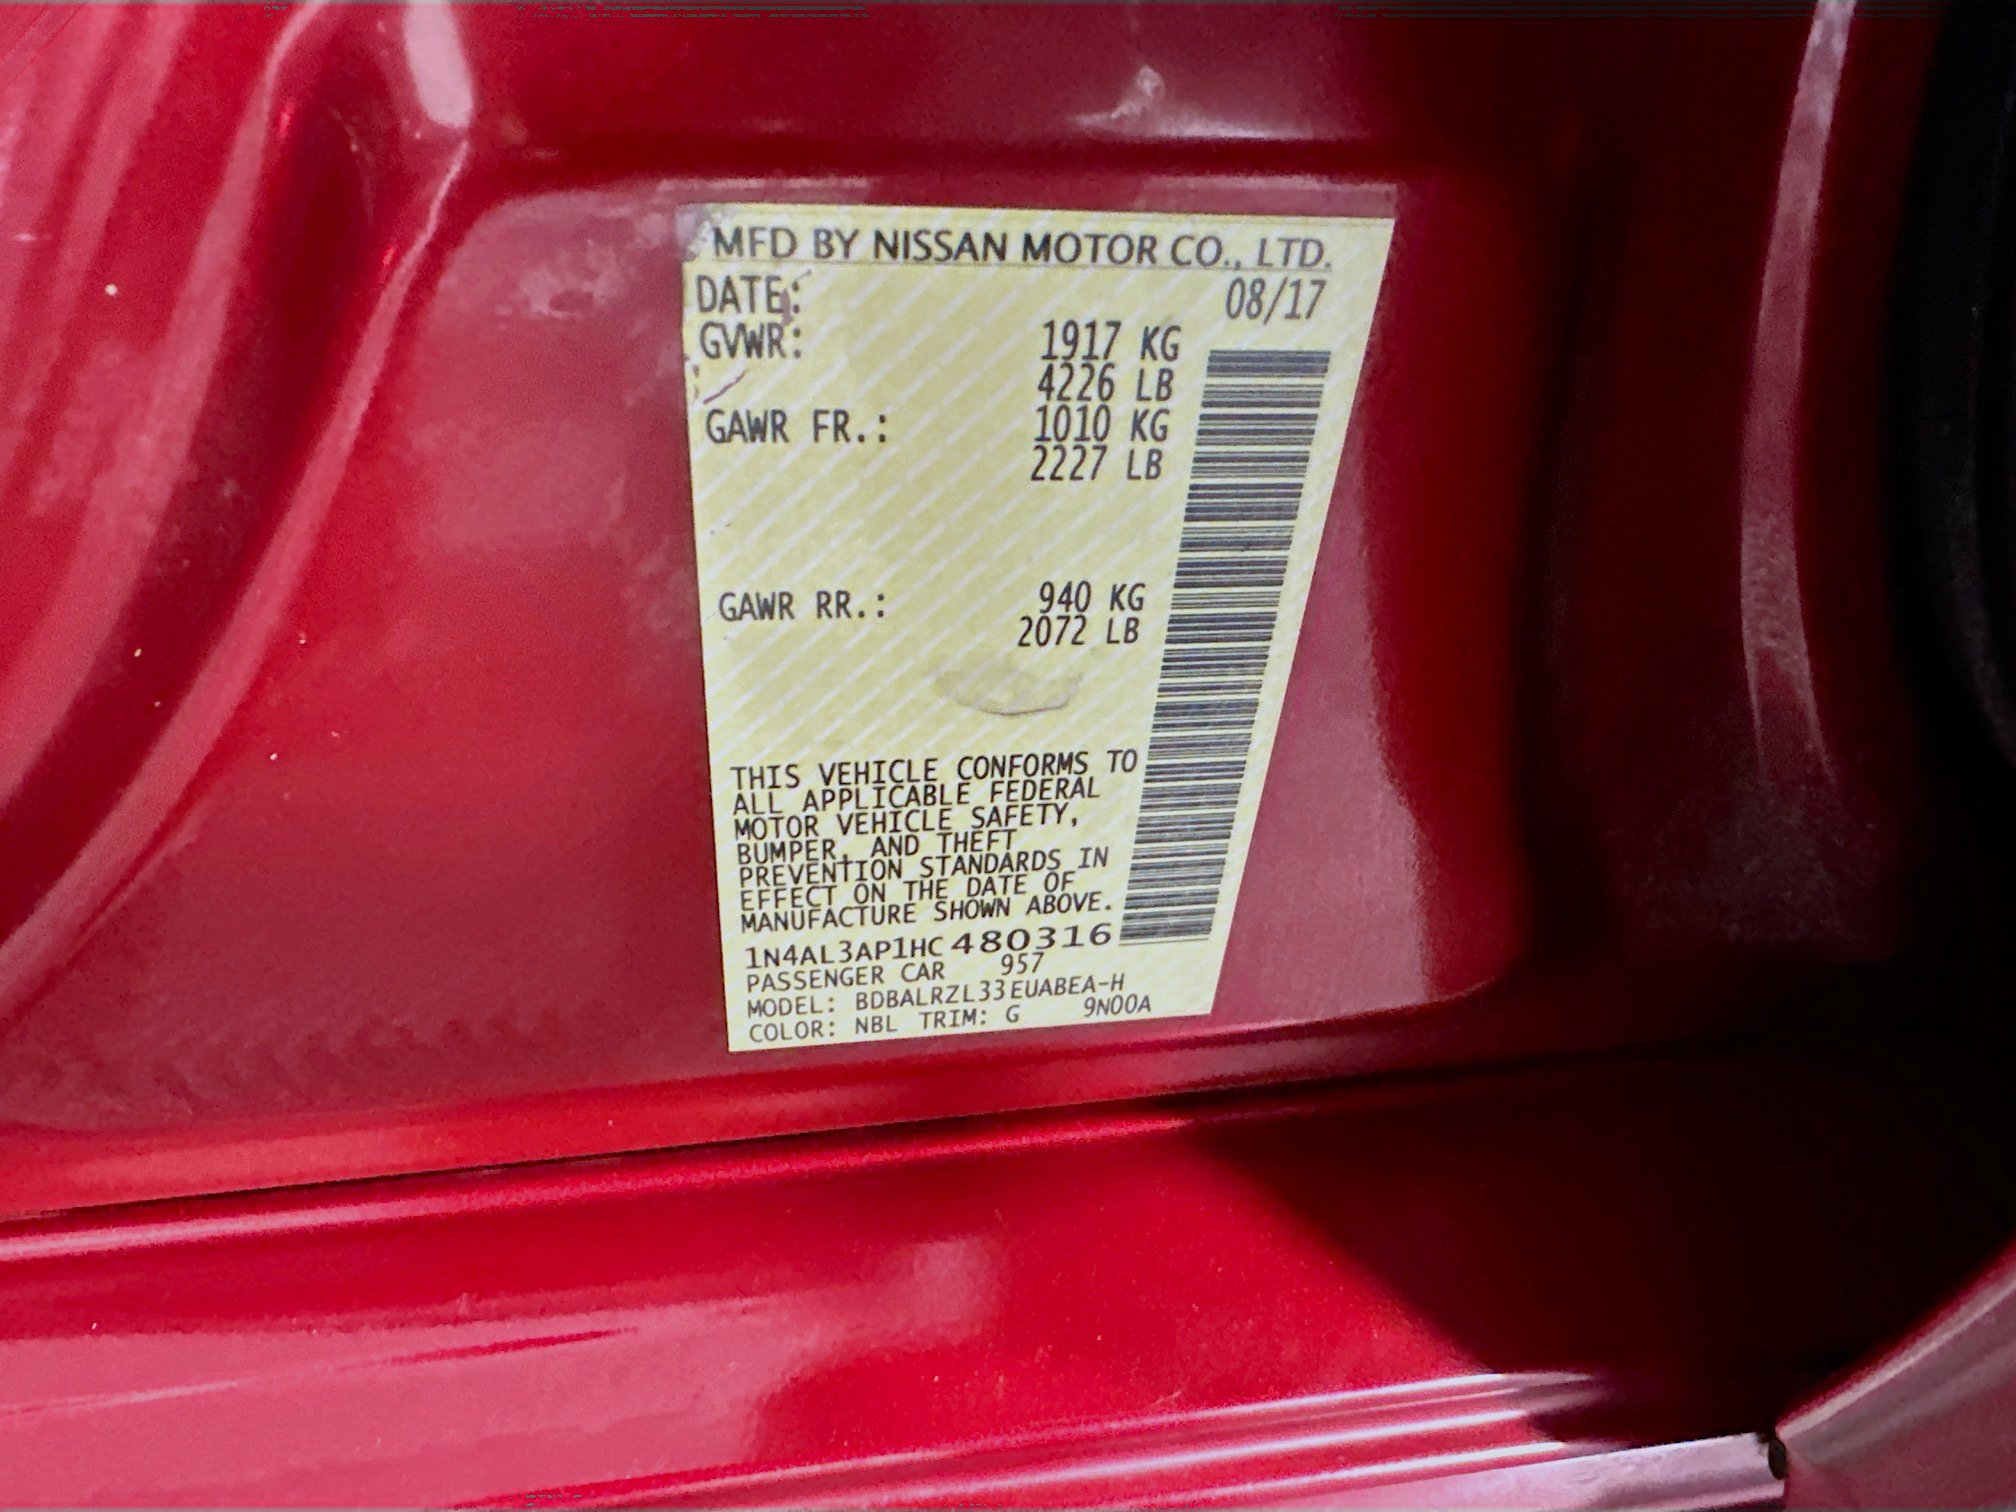 MFD BY NISSAN MOTOR CO., LTD.
DATE: 08/17
GVWR: 1917 KG
4226 LB
GAWR FR.: 1010 KG
2227 LB
GAWR RR.: 940 KG
2072 LB
THIS VEHICLE CONFORMS TO
ALL APPLICABLE FEDERAL
MOTOR VEHICLE SAFETY,
BUMPER, AND THEFT
PREVENTION STANDARDS IN
EFFECT ON THE DATE OF
MANUFACTURE SHOWN ABOVE.
1N4AL3AP1HC480316
PASSENGER CAR 957
MODEL: BDBALRZL33EUABEA-H
COLOR: NBL TRIM: G 9N00A